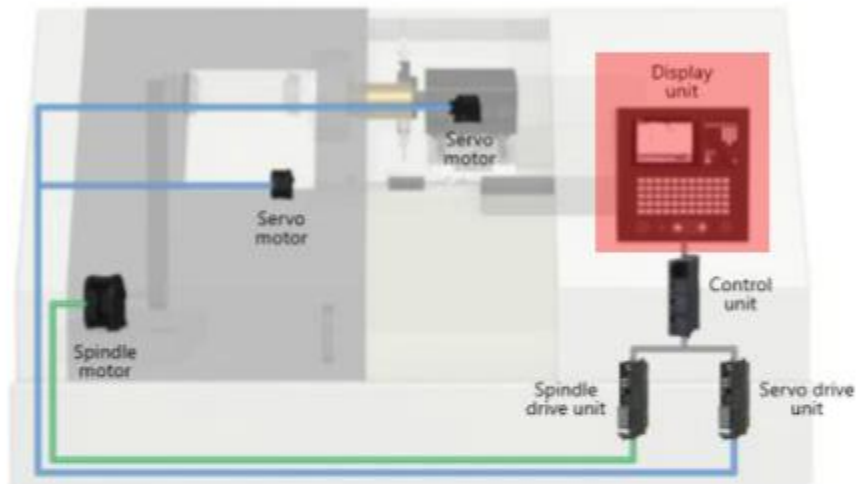 Display
unit
Servo
motor
Servo
motor
Control
unit
Spindle
motor
Spindle
drive unit
Servo drive
unit